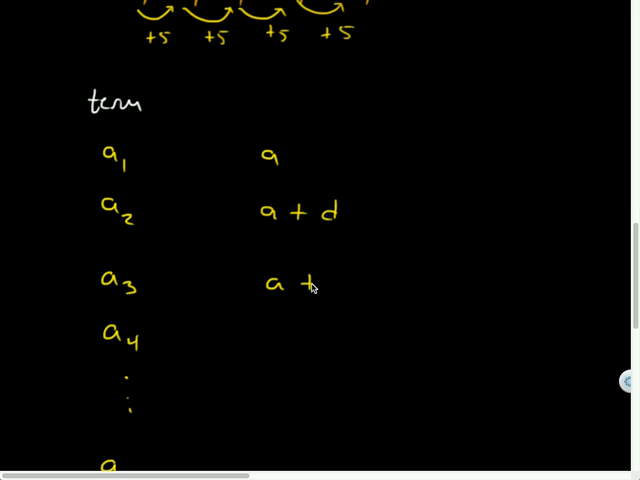 +5 +5 +5 +5
term
a₁ a
a₂ a + d
a₃ a +
a₄
⋮
a